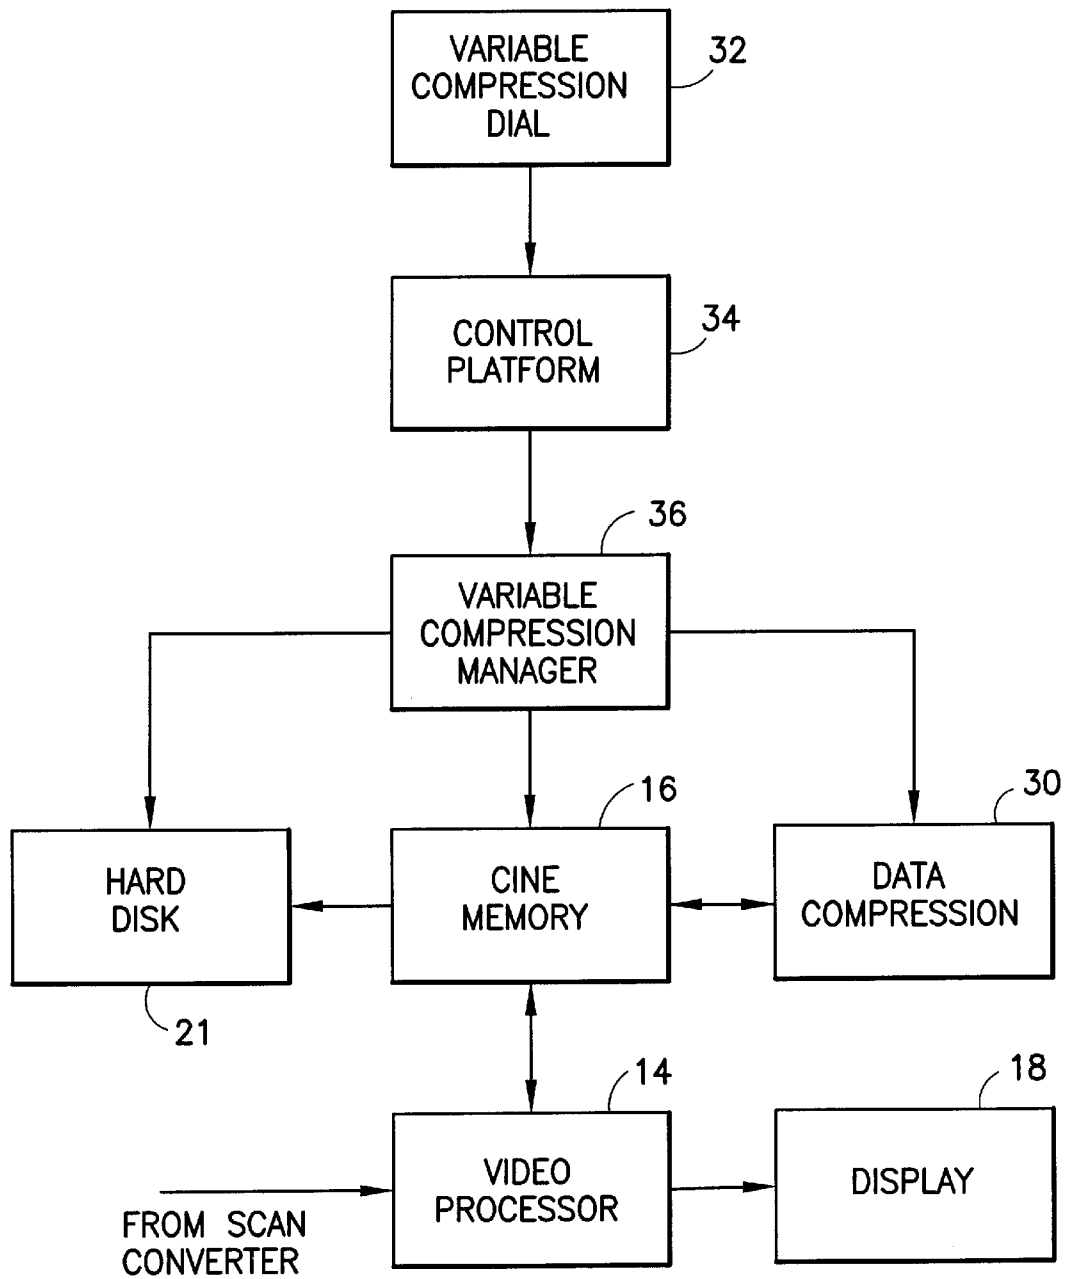 VARIABLE
COMPRESSION
DIAL
32
CONTROL
PLATFORM
34
36
VARIABLE
COMPRESSION
MANAGER
HARD
DISK
21
16
CINE
MEMORY
30
DATA
COMPRESSION
14
VIDEO
PROCESSOR
18
DISPLAY
FROM SCAN
CONVERTER